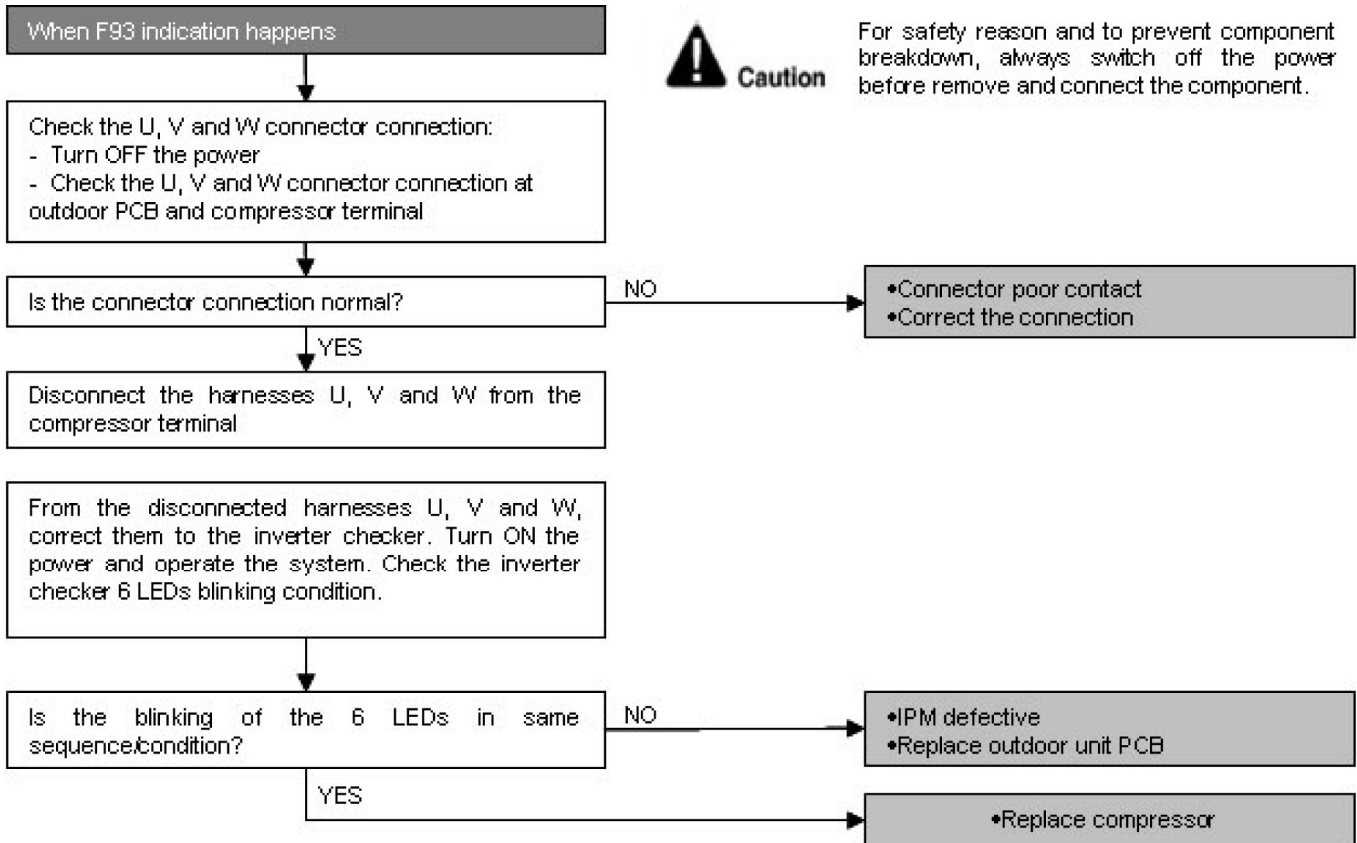 When F93 indication happens
Caution
For safety reason and to prevent component
breakdown, always switch off the power
before remove and connect the component.
Check the U, V and W connector connection:
- Turn OFF the power
- Check the U, V and W connector connection at
outdoor PCB and compressor terminal
Is the connector connection normal?
NO
•Connector poor contact
•Correct the connection
YES
Disconnect the harnesses U, V and W from the
compressor terminal
From the disconnected harnesses U, V and W,
correct them to the inverter checker. Turn ON the
power and operate the system. Check the inverter
checker 6 LEDs blinking condition.
Is the blinking of the 6 LEDs in same
sequence/condition?
NO
•IPM defective
•Replace outdoor unit PCB
YES
•Replace compressor